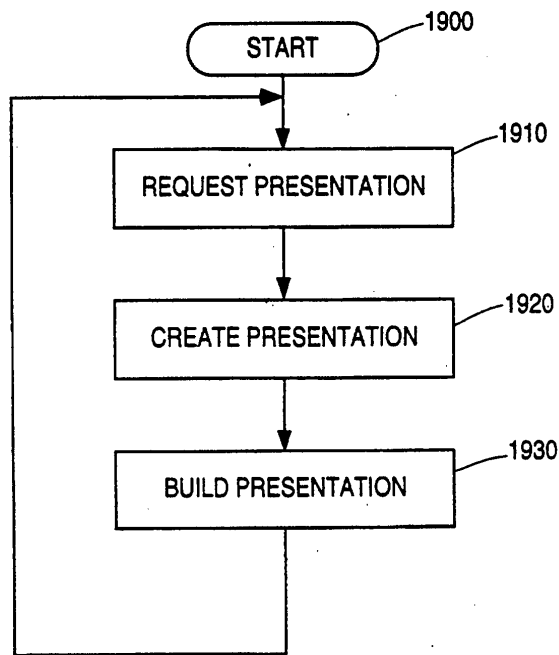 START
1900
REQUEST PRESENTATION
1910
CREATE PRESENTATION
1920
BUILD PRESENTATION
1930